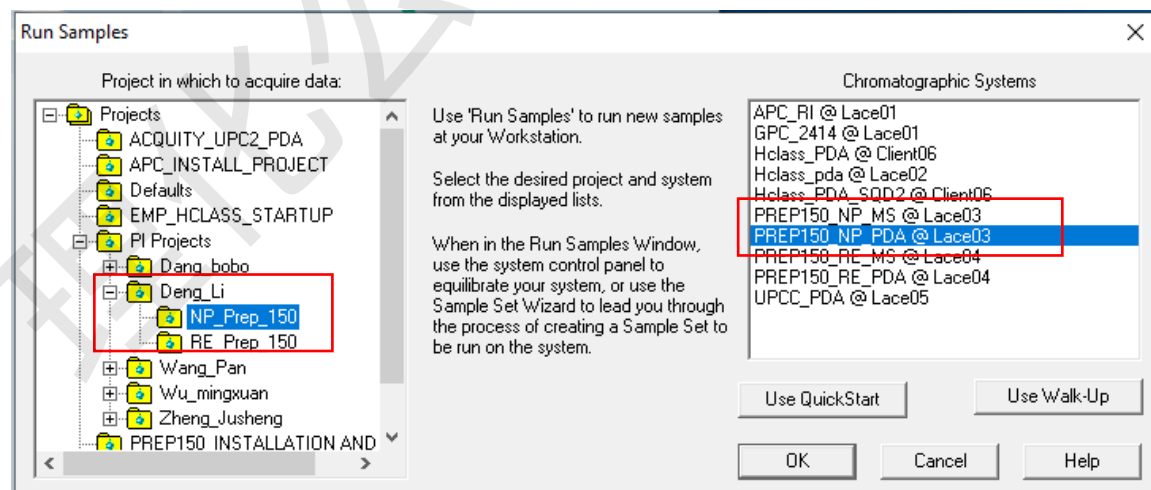 Run Samples
Project in which to acquire data:
Projects
ACQUITY_UPC2_PDA
APC_INSTALL_PROJECT
Defaults
EMP_HCLASS_STARTUP
PI Projects
Dang_bobo
Deng_Li
NP_Prep_150
RE_Prep_150
Wang_Pan
Wu_mingxuan
Zheng_Jusheng
PREP150_INSTALLATION AND
Use 'Run Samples' to run new samples
at your Workstation.
Select the desired project and system
from the displayed lists.
When in the Run Samples Window,
use the system control panel to
equilibrate your system, or use the
Sample Set Wizard to lead you through
the process of creating a Sample Set to
be run on the system.
Chromatographic Systems
APC_RI @ Lace01
GPC_2414 @ Lace01
Hclass_PDA @ Client06
Hclass_pda @ Lace02
Hclass_PDA_SQD2 @ Client06
PREP150_NP_MS @ Lace03
PREP150_NP_PDA @ Lace03
PREP150_RE_MS @ Lace04
PREP150_RE_PDA @ Lace04
UPCC_PDA @ Lace05
Use QuickStart
Use Walk-Up
OK
Cancel
Help
理化公